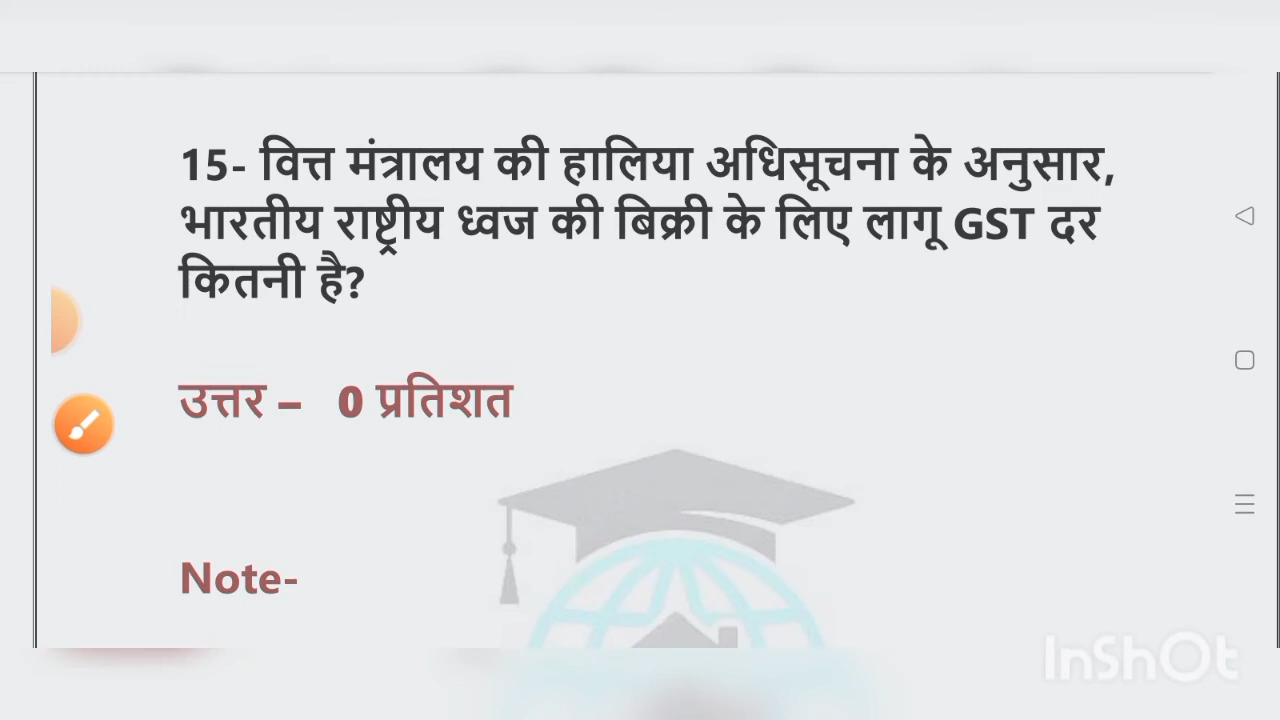 15- वित्त मंत्रालय की हालिया अधिसूचना के अनुसार,
भारतीय राष्ट्रीय ध्वज की बिक्री के लिए लागू GST दर
कितनी है?
उत्तर – 0 प्रतिशत
Note-
InShOt